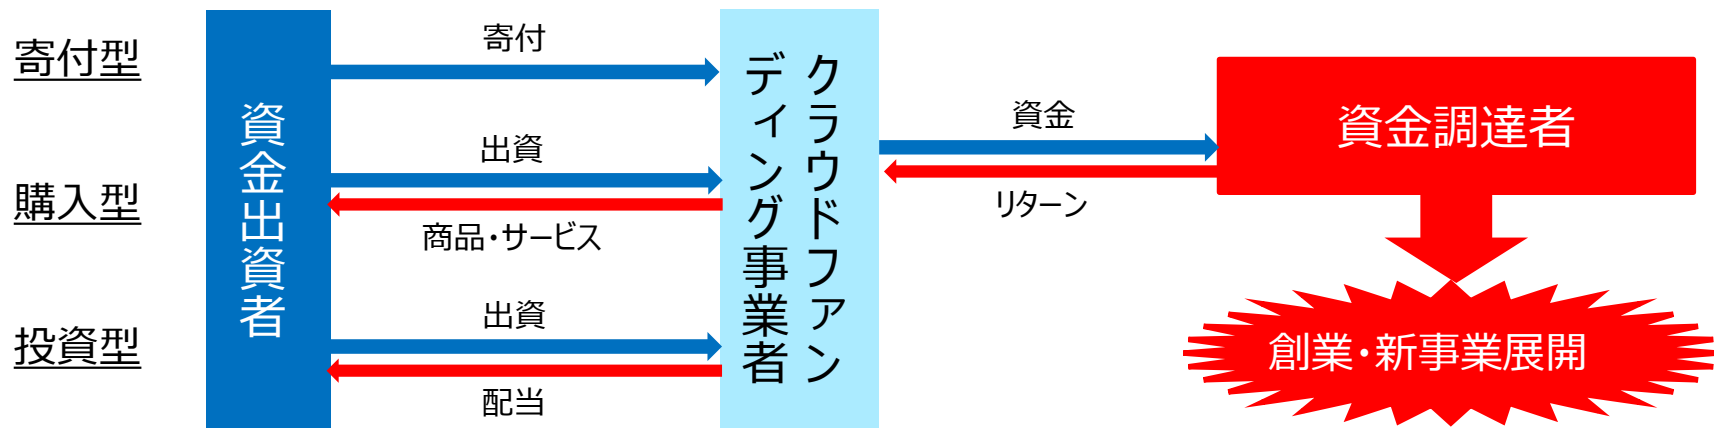 寄付型
購入型
投資型
資金出資者
寄付
出資
商品・サービス
出資
配当
クラウドファン
ディング事業者
資金
リターン
資金調達者
創業・新事業展開